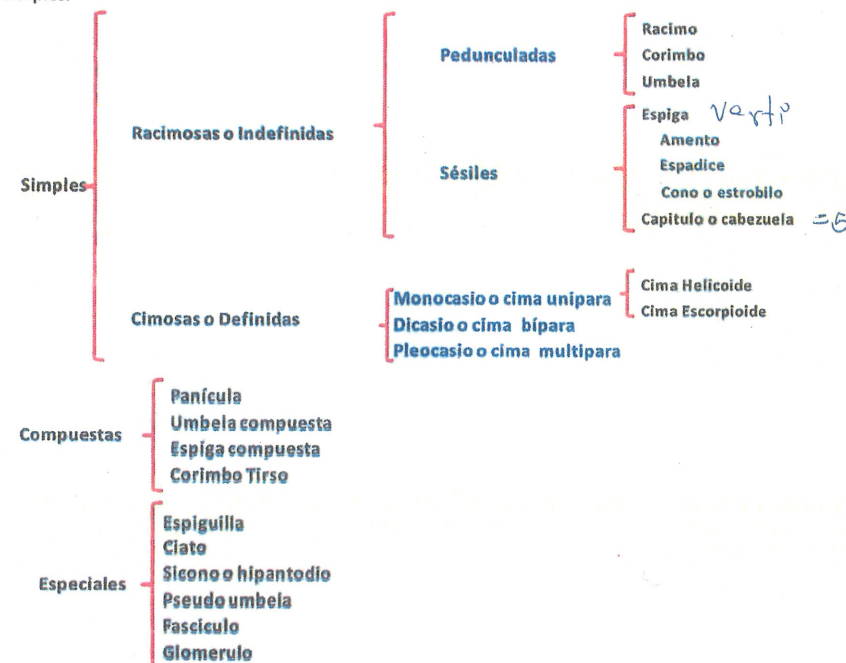 Simples
Racimosas o Indefinidas
Pedunculadas
Racimo
Corimbo
Umbela
Sésiles
Espiga
Amento
Espadice
Cono o estrobilo
Capitulo o cabezuela
Cimosas o Definidas
Monocasio o cima unipara
Cima Helicoide
Cima Escorpioide
Dicasio o cima bípara
Pleocasio o cima multipara
Compuestas
Panícula
Umbela compuesta
Espiga compuesta
Corimbo Tirso
Especiales
Espiguilla
Ciato
Sicono o hipantodio
Pseudo umbela
Fasciculo
Glomerulo